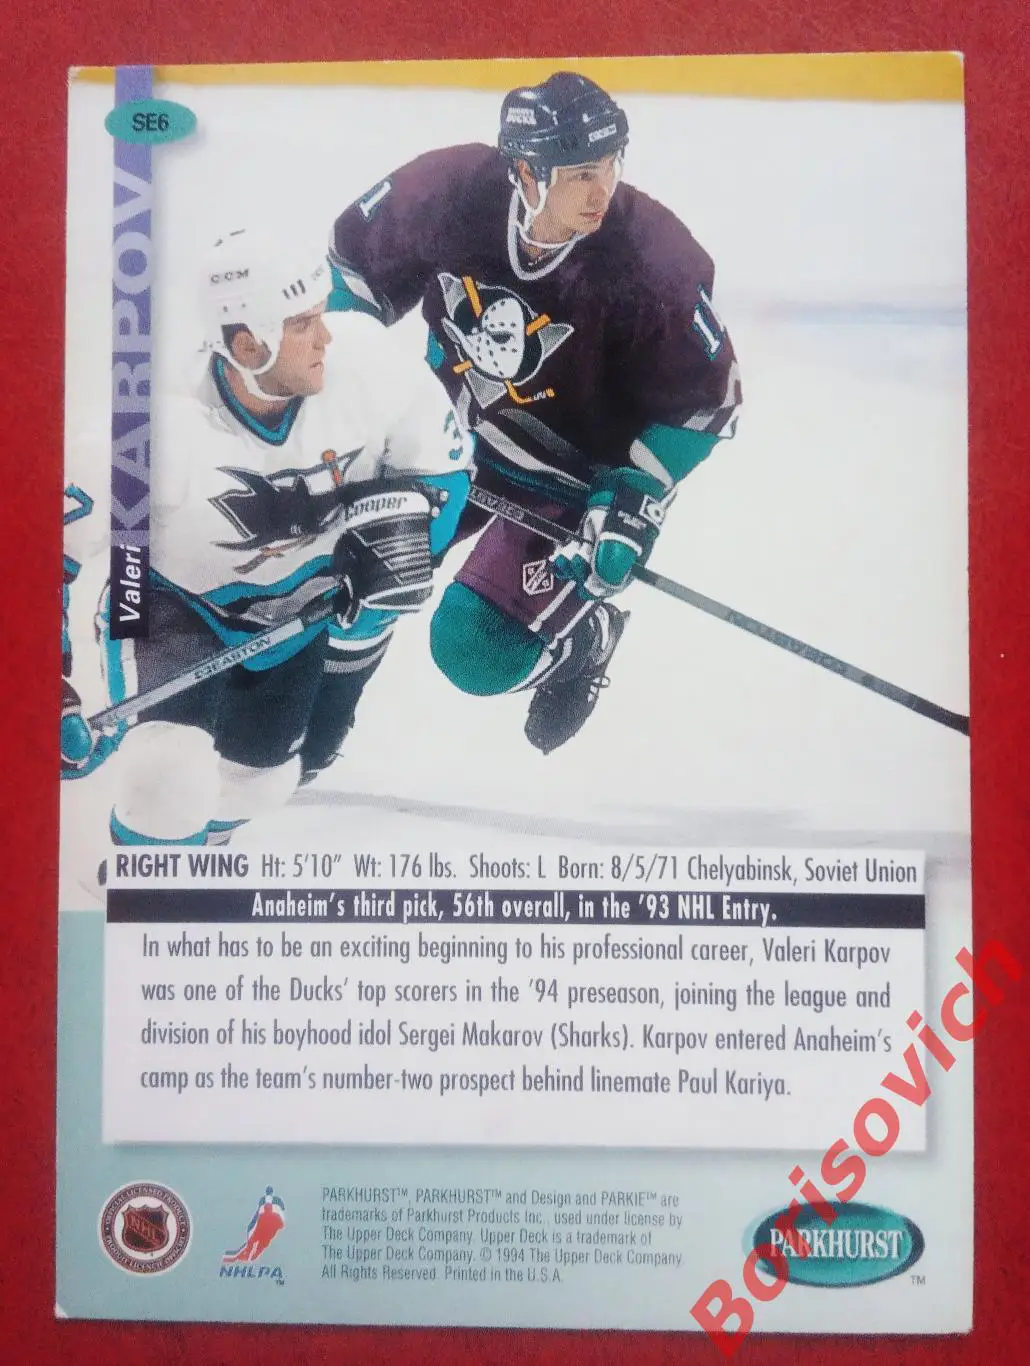 SE6
Valeri KARPOV
CCM
cooper
EASTON
RIGHT WING Ht: 5'10" Wt: 176 lbs. Shoots: L Born: 8/5/71 Chelyabinsk, Soviet Union
Anaheim's third pick, 56th overall, in the '93 NHL Entry.
In what has to be an exciting beginning to his professional career, Valeri Karpov
was one of the Ducks' top scorers in the '94 preseason, joining the league and
division of his boyhood idol Sergei Makarov (Sharks). Karpov entered Anaheim's
camp as the team's number-two prospect behind linemate Paul Kariya.
NHL
NHLPA
TM
PARKHURST™, PARKHURST™ and Design and PARKIE™ are
trademarks of Parkhurst Products Inc., used under license by
The Upper Deck Company. Upper Deck is a trademark of
The Upper Deck Company. © 1994 The Upper Deck Company.
All Rights Reserved. Printed in the U.S.A.
PARKHURST
TM
Borisovich